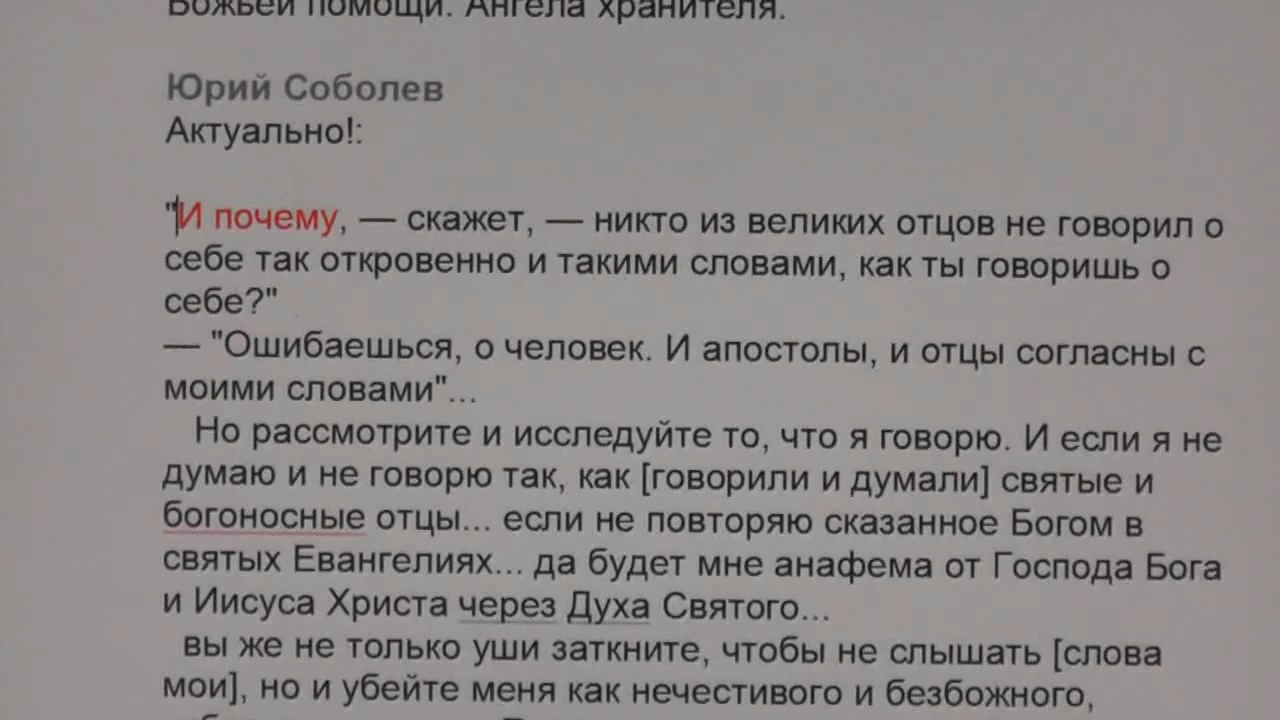 Божьей помощи. Ангела хранителя.
Юрий Соболев
Актуально!:
"И почему, — скажет, — никто из великих отцов не говорил о
себе так откровенно и такими словами, как ты говоришь о
себе?"
— "Ошибаешься, о человек. И апостолы, и отцы согласны с
моими словами"...
Но рассмотрите и исследуйте то, что я говорю. И если я не
думаю и не говорю так, как [говорили и думали] святые и
богоносные отцы... если не повторяю сказанное Богом в
святых Евангелиях... да будет мне анафема от Господа Бога
и Иисуса Христа через Духа Святого...
вы же не только уши заткните, чтобы не слышать [слова
мои], но и убейте меня как нечестивого и безбожного,